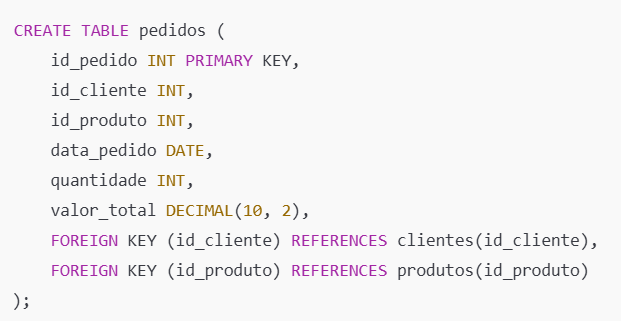 CREATE TABLE pedidos (
    id_pedido INT PRIMARY KEY,
    id_cliente INT,
    id_produto INT,
    data_pedido DATE,
    quantidade INT,
    valor_total DECIMAL(10, 2),
    FOREIGN KEY (id_cliente) REFERENCES clientes(id_cliente),
    FOREIGN KEY (id_produto) REFERENCES produtos(id_produto)
);